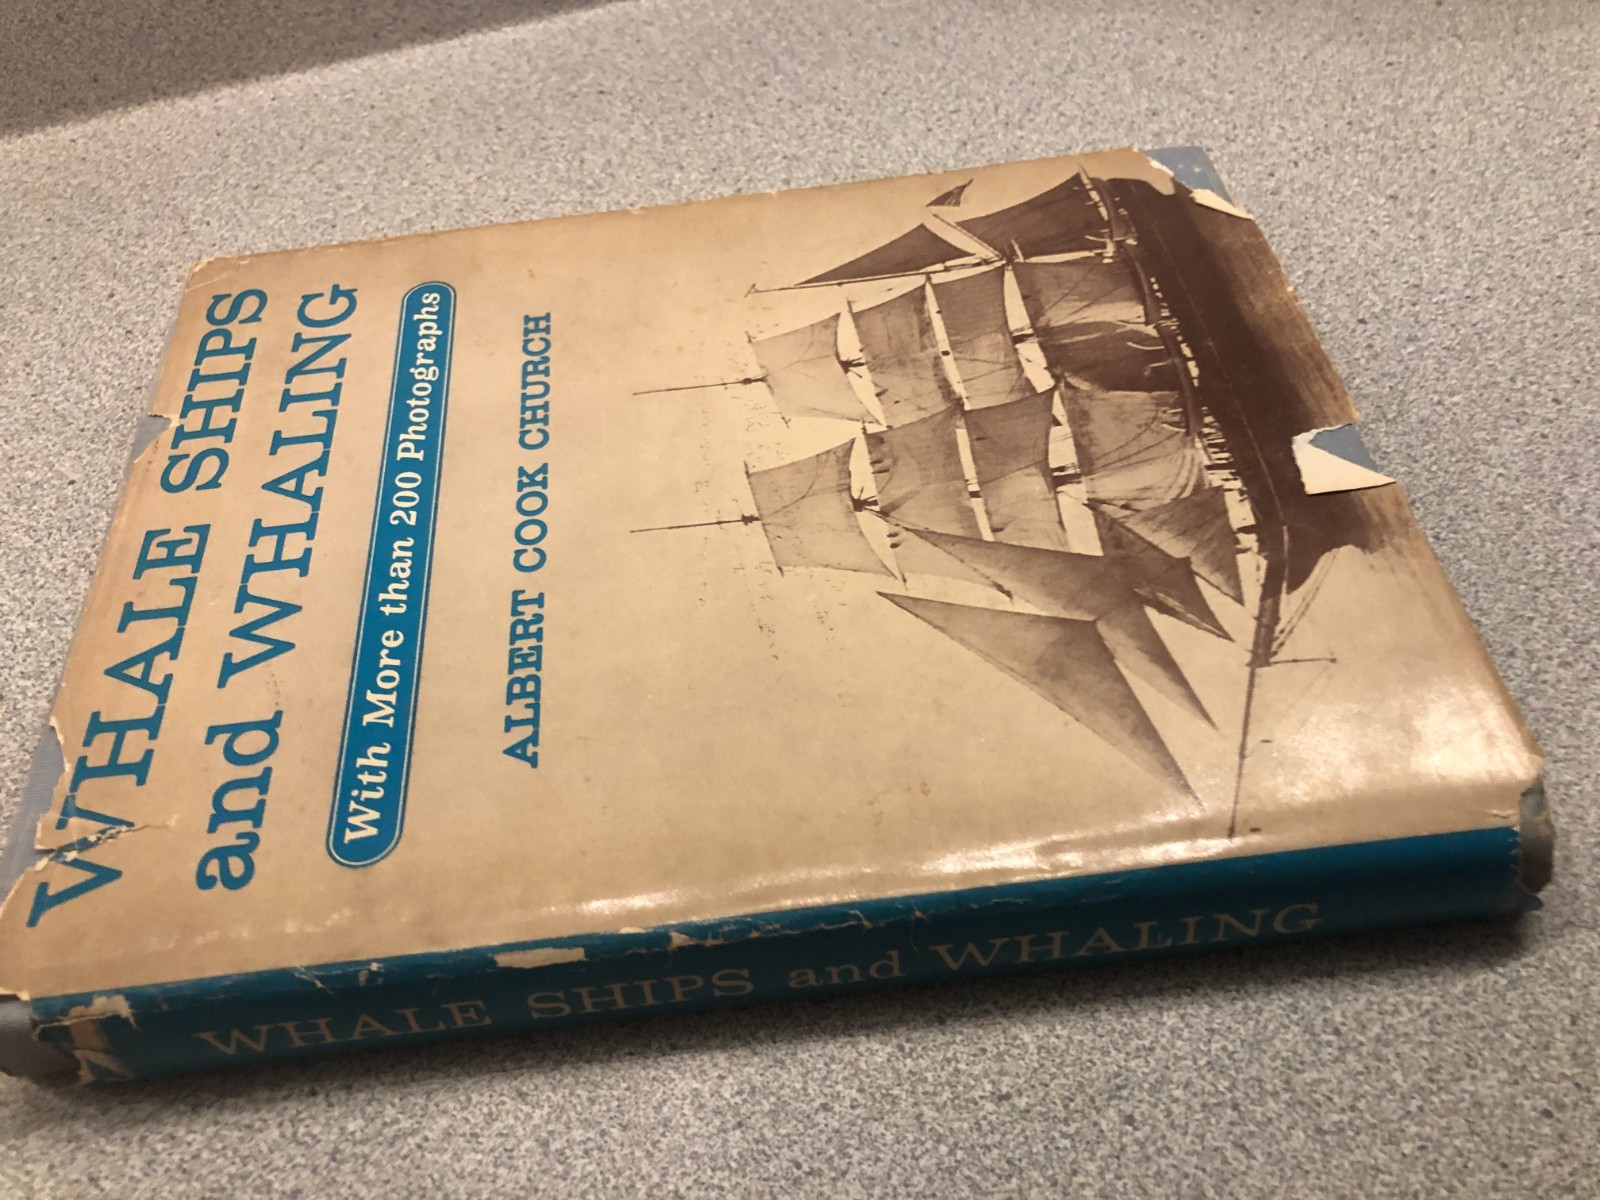 WHALE SHIPS
and WHALING
With More than 200 Photographs
ALBERT COOK CHURCH
WHALE SHIPS and WHALING